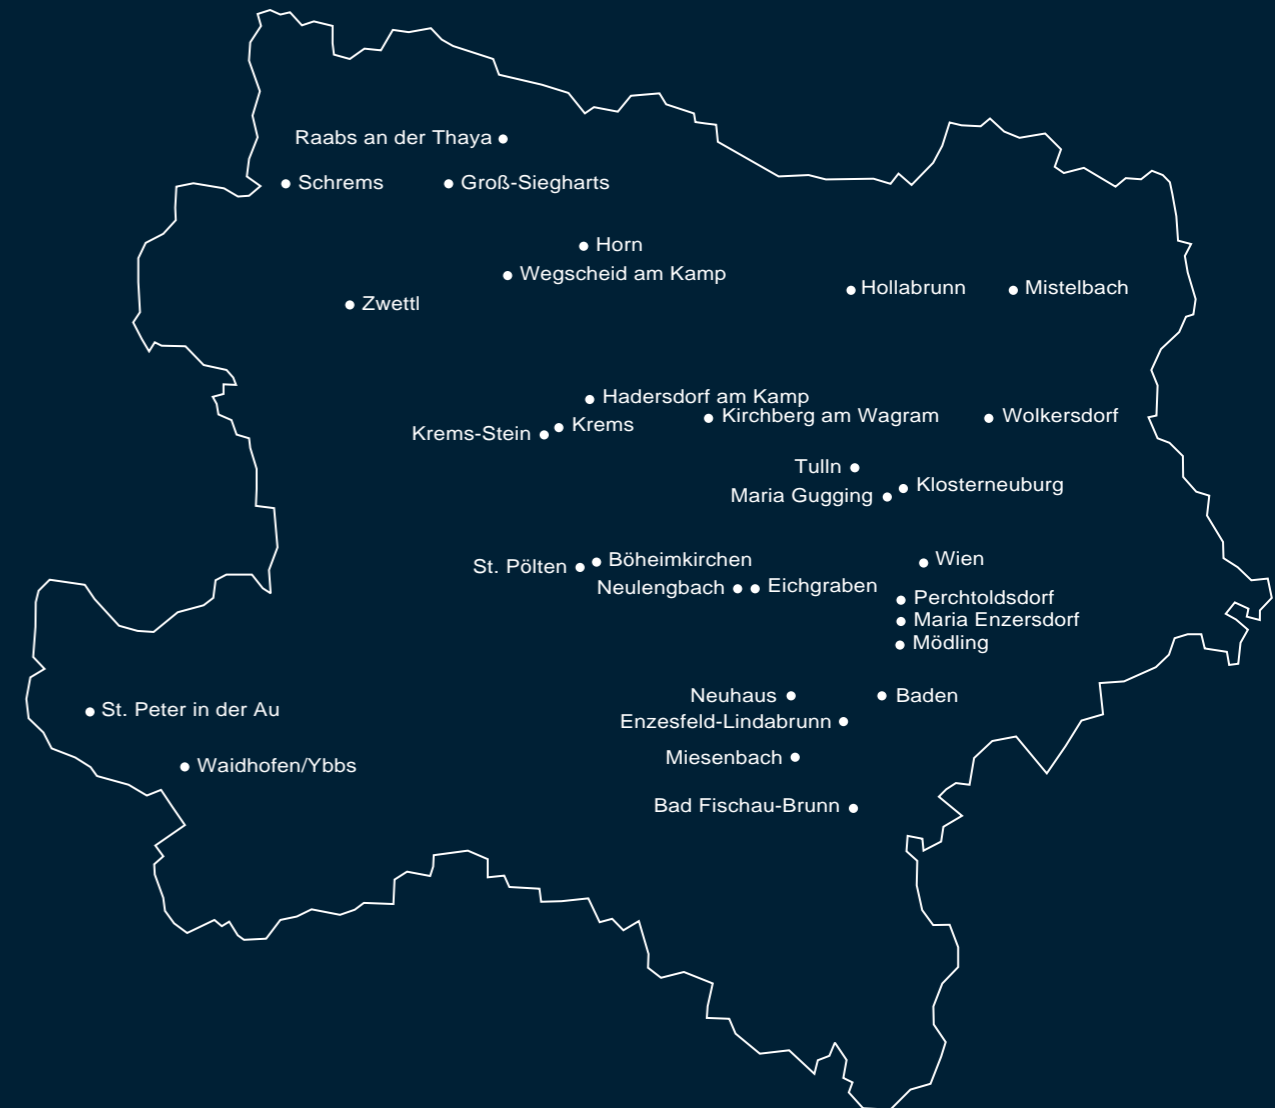 Raabs an der Thaya
Schrems
Groß-Siegharts
Horn
Wegscheid am Kamp
Hollabrunn
Mistelbach
Zwettl
Hadersdorf am Kamp
Kirchberg am Wagram
Wolkersdorf
Krems
Krems-Stein
Tulln
Klosterneuburg
Maria Gugging
Wien
Böheimkirchen
St. Pölten
Neulengbach
Eichgraben
Perchtoldsdorf
Maria Enzersdorf
Mödling
Neuhaus
Baden
St. Peter in der Au
Enzesfeld-Lindabrunn
Miesenbach
Waidhofen/Ybbs
Bad Fischau-Brunn